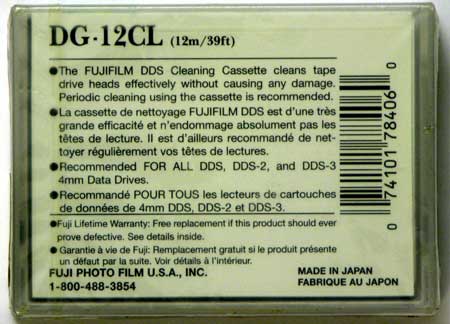 DG·12CL (12m/39ft)
●The FUJIFILM DDS Cleaning Cassette cleans tape
drive heads effectively without causing any damage.
Periodic cleaning using the cassette is recommended.
●La cassette de nettoyage FUJIFILM DDS est d'une très
grande efficacité et n'endommage absolument pas les
têtes de lecture. Il est d'ailleurs recommandé de net-
toyer régulièrement vos têtes de lectures.
●Recommended FOR ALL DDS, DDS-2, and DDS-3
4mm Data Drives.
●Recommandé POUR TOUS les lecteurs de cartouches
de données de 4mm DDS, DDS-2 et DDS-3.
●Fuji Lifetime Warranty: Free replacement if this product should ever
prove defective. See details inside.
●Garantie à vie de Fuji: Remplacement gratuit si le produit présente
un défaut par la suite. Voir détails à l'intérieur.
FUJI PHOTO FILM U.S.A., INC.
1-800-488-3854
MADE IN JAPAN
FABRIQUE AU JAPON
0 74101 78406 0